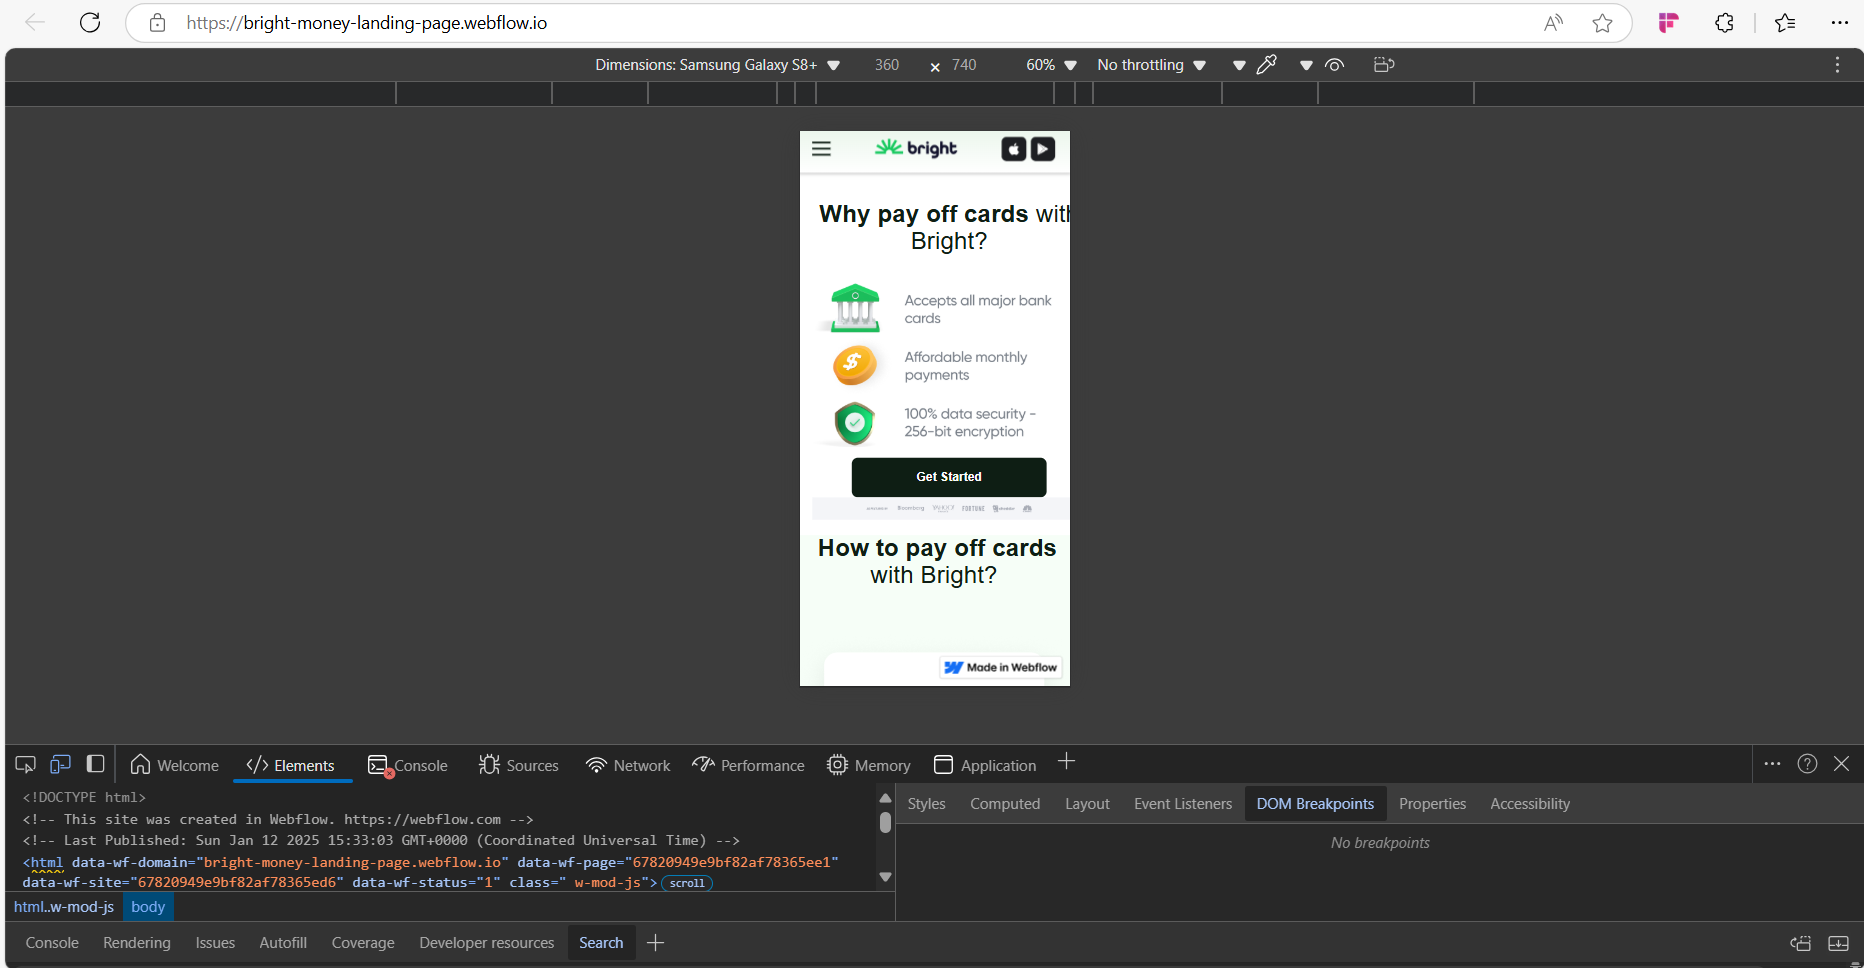 https://bright-money-landing-page.webflow.io
Dimensions: Samsung Galaxy S8+ 360 × 740 60% No throttling
bright
Why pay off cards with
Bright?
Accepts all major bank
cards
Affordable monthly
payments
100% data security -
256-bit encryption
Get Started
Bloomberg YAHOO! FORTUNE
How to pay off cards
with Bright?
Made in Webflow
Welcome Elements Console Sources Network Performance Memory Application
<!DOCTYPE html>
<!-- This site was created in Webflow. https://webflow.com -->
<!-- Last Published: Sun Jan 12 2025 15:33:03 GMT+0000 (Coordinated Universal Time) -->
<html data-wf-domain="bright-money-landing-page.webflow.io" data-wf-page="67820949e9bf82af78365ee1"
data-wf-site="67820949e9bf82af78365ed6" data-wf-status="1" class=" w-mod-js"> scroll
html..w-mod-js body
Styles Computed Layout Event Listeners DOM Breakpoints Properties Accessibility
No breakpoints
Console Rendering Issues Autofill Coverage Developer resources Search